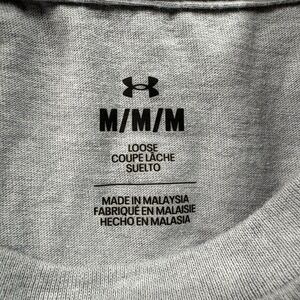 M/M/M
LOOSE
COUPE LÂCHE
SUELTO
MADE IN MALAYSIA
FABRIQUÉ EN MALAISIE
HECHO EN MALASIA